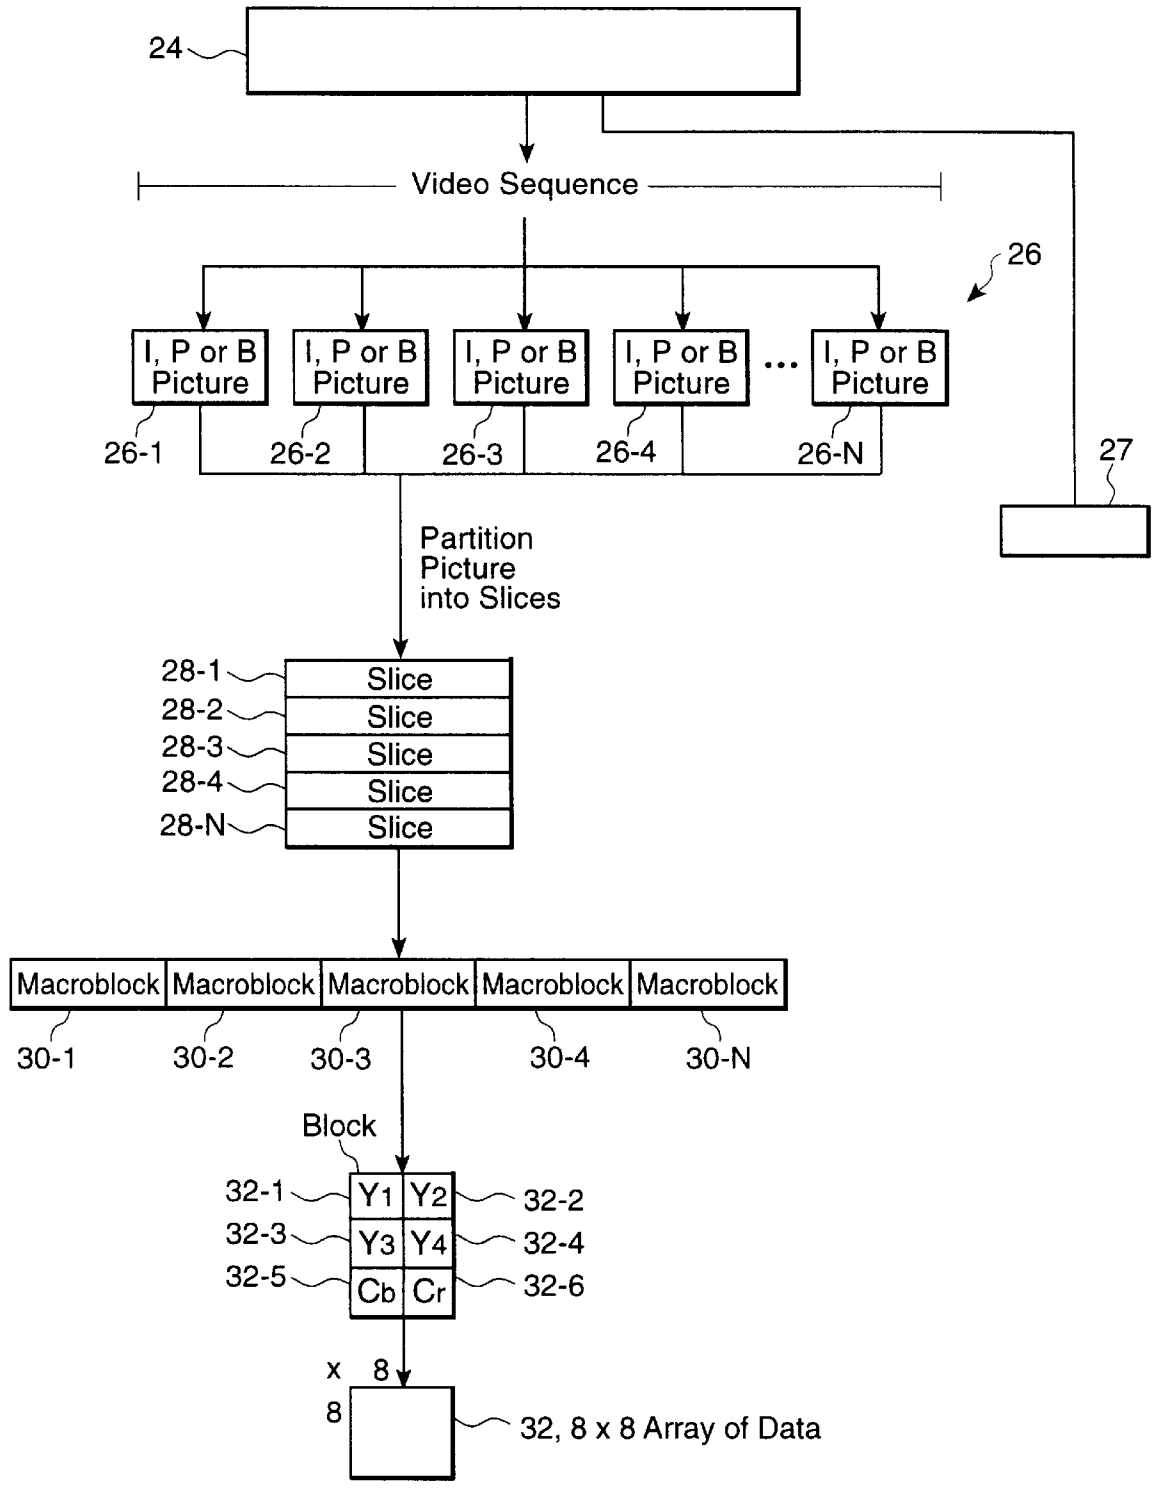 24
Video Sequence
26
I, P or B
Picture
I, P or B
Picture
I, P or B
Picture
I, P or B
Picture
...
I, P or B
Picture
26-1
26-2
26-3
26-4
26-N
27
Partition
Picture
into Slices
28-1
Slice
28-2
Slice
28-3
Slice
28-4
Slice
28-N
Slice
Macroblock
Macroblock
Macroblock
Macroblock
Macroblock
30-1
30-2
30-3
30-4
30-N
Block
32-1
Y1
Y2
32-2
32-3
Y3
Y4
32-4
32-5
Cb
Cr
32-6
x
8
8
32, 8 x 8 Array of Data